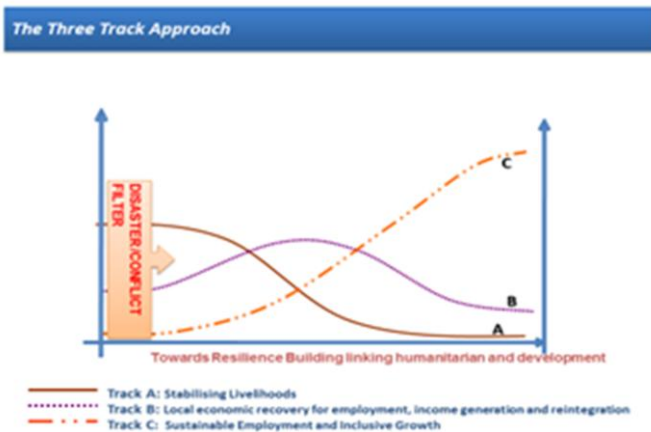 The Three Track Approach
C
DISASTER/CONFLICT
FILTER
B
A
Towards Resillience Building linking humanitarian and development
Track A: Stabilising Livelihoods
Track B: Local economic recovery for employment, income generation and reintegration
Track C: Sustainable Employment and Inclusive Growth